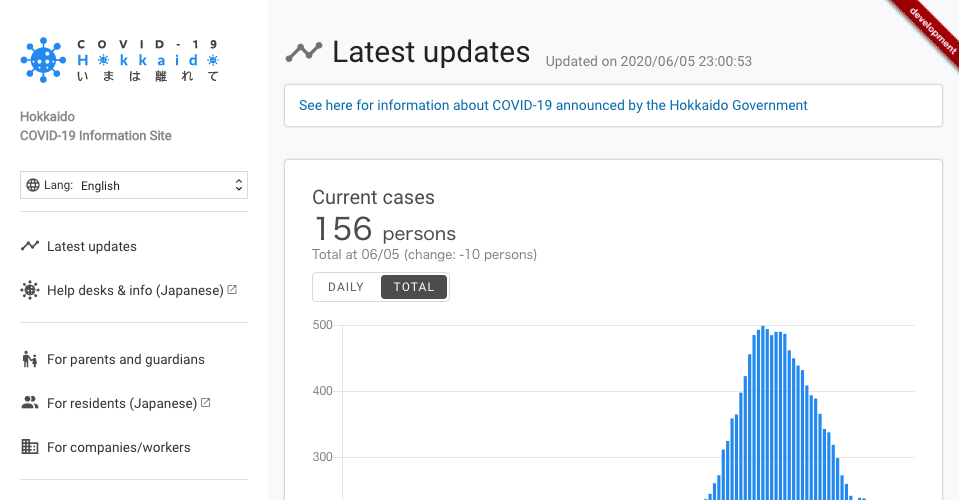 COVID-19
Hokkaido
いまは離れて
Hokkaido
COVID-19 Information Site
Lang: English
Latest updates
Help desks & info (Japanese)
For parents and guardians
For residents (Japanese)
For companies/workers
Latest updates
Updated on 2020/06/05 23:00:53
development
See here for information about COVID-19 announced by the Hokkaido Government
Current cases
156 persons
Total at 06/05 (change: -10 persons)
DAILY TOTAL
500
400
300